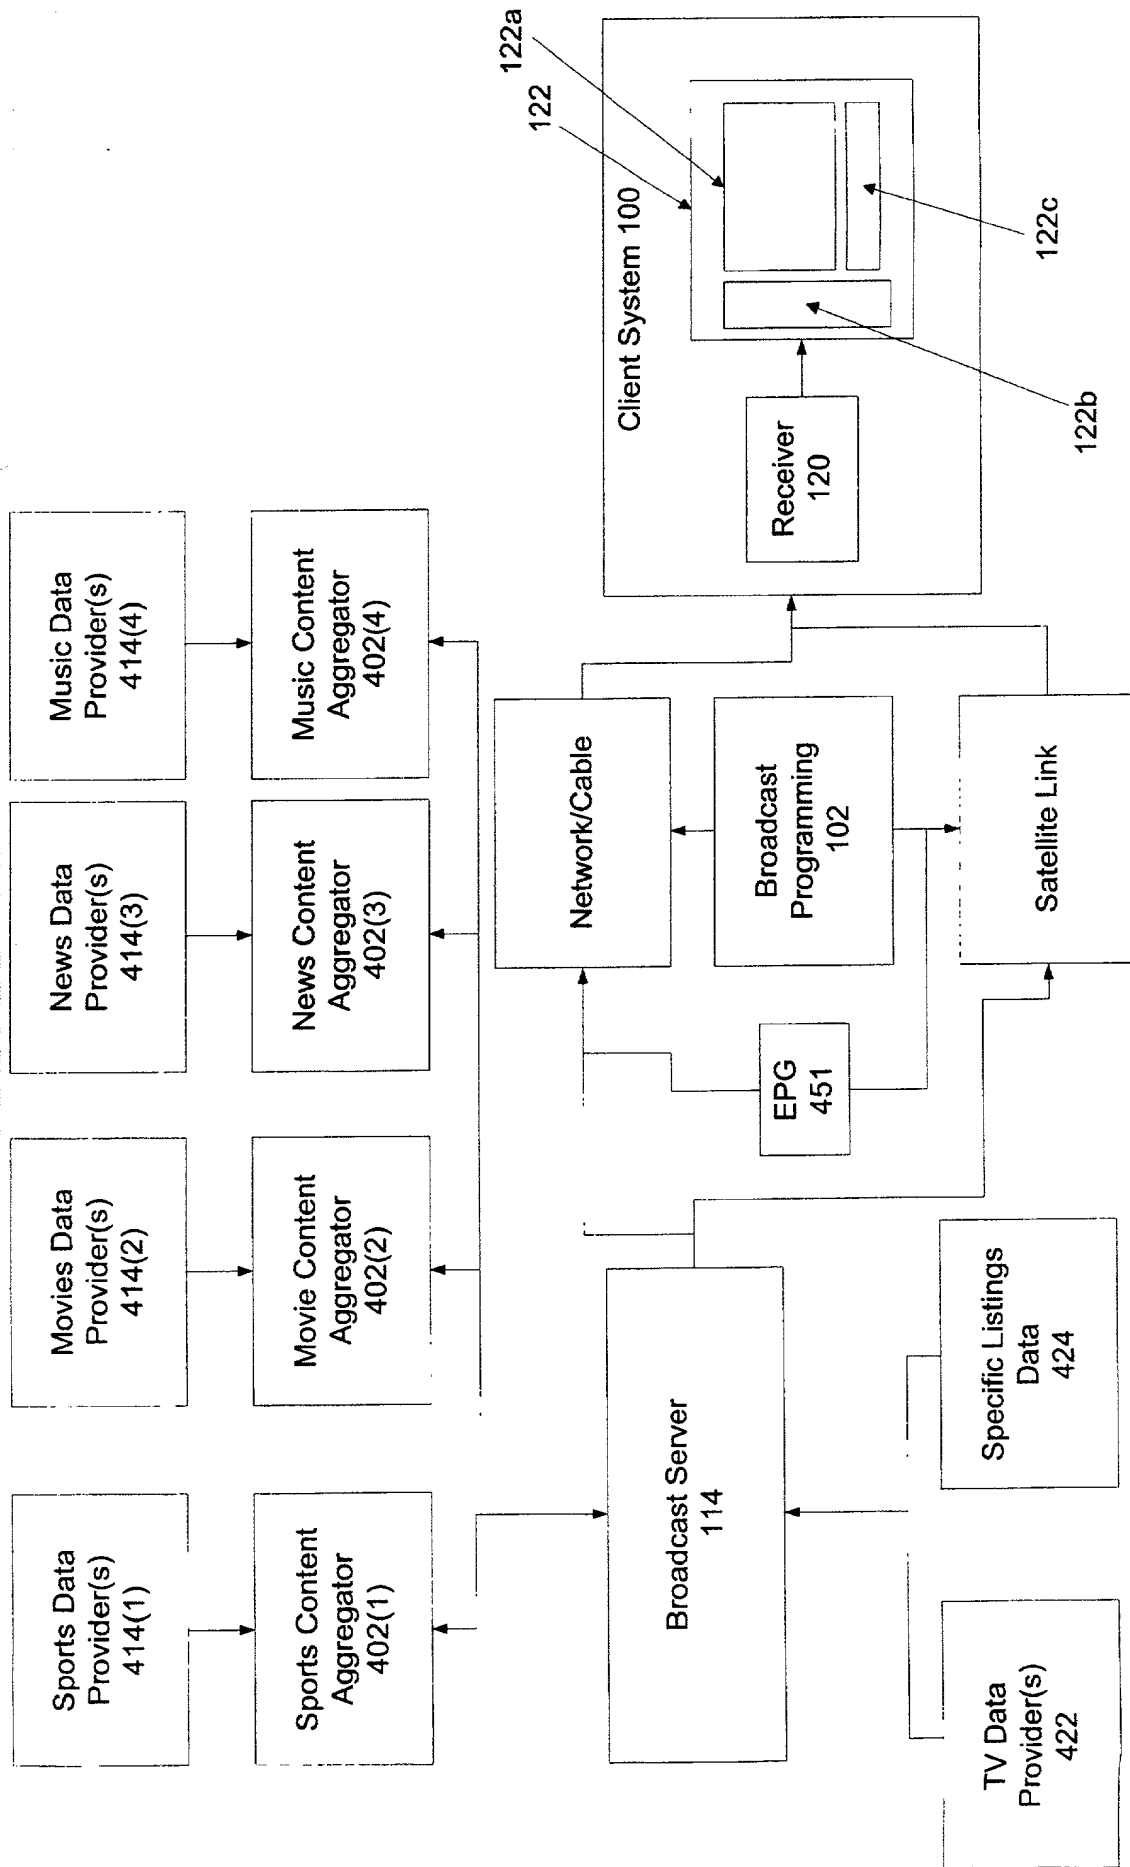 Sports Data
Provider(s)
414(1)
Movies Data
Provider(s)
414(2)
News Data
Provider(s)
414(3)
Music Data
Provider(s)
414(4)
Sports Content
Aggregator
402(1)
Movie Content
Aggregator
402(2)
News Content
Aggregator
402(3)
Music Content
Aggregator
402(4)
Broadcast Server
114
Network/Cable
EPG
451
Broadcast
Programming
102
Satellite Link
TV Data
Provider(s)
422
Specific Listings
Data
424
Client System 100
Receiver
120
122
122a
122b
122c